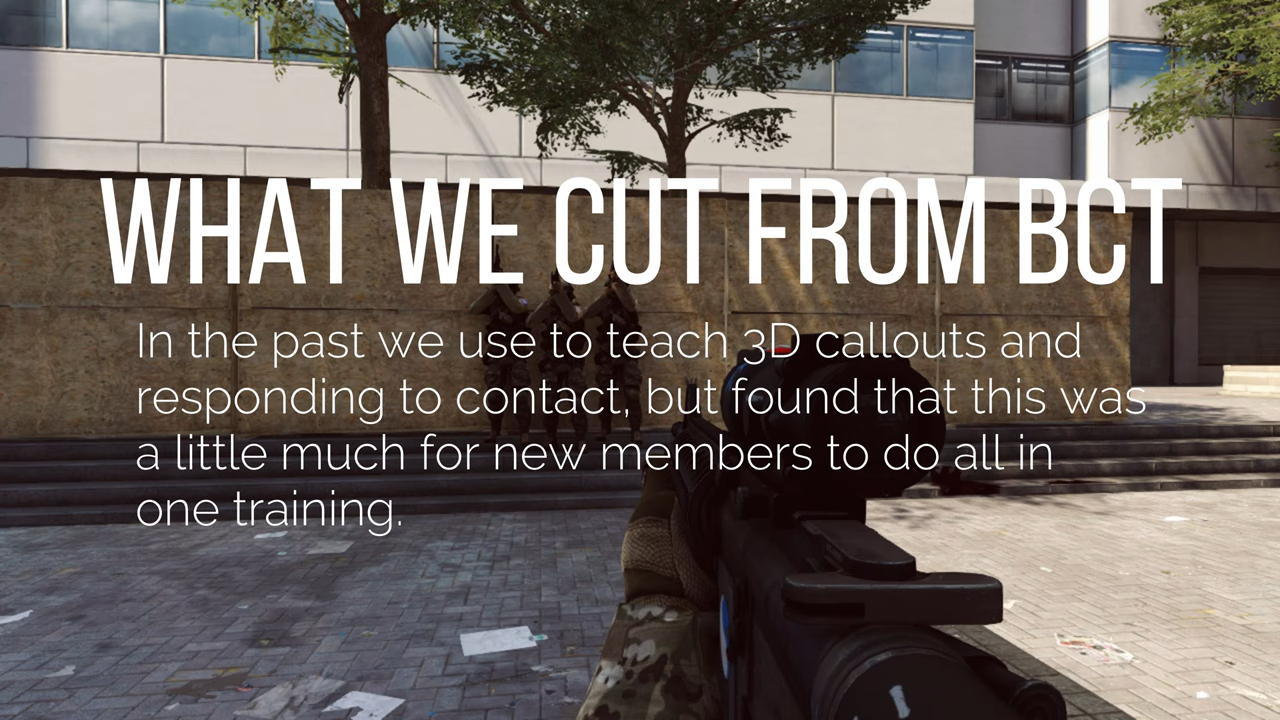 WHAT WE CUT FROM BCT
In the past we use to teach 3D callouts and
responding to contact, but found that this was
a little much for new members to do all in
one training.